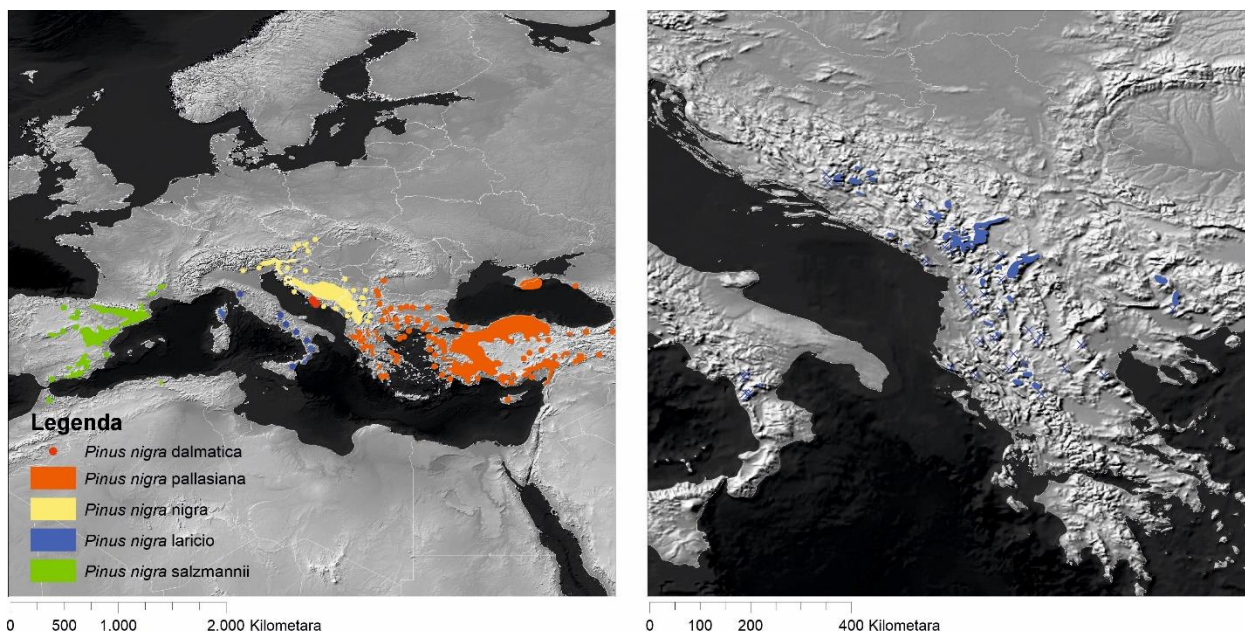 Legenda
Pinus nigra dalmatica
Pinus nigra pallasiana
Pinus nigra nigra
Pinus nigra laricio
Pinus nigra salzmannii
0 500 1.000 2.000 Kilometara
0 100 200 400 Kilometara